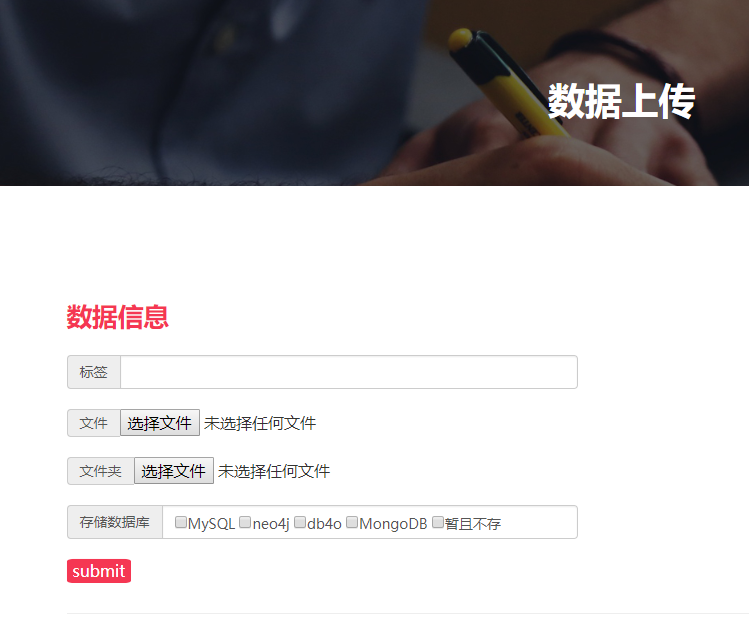 数据上传
数据信息
标签
文件 选择文件 未选择任何文件
文件夹 选择文件 未选择任何文件
存储数据库 MySQL neo4j db4o MongoDB 暂且不存
submit